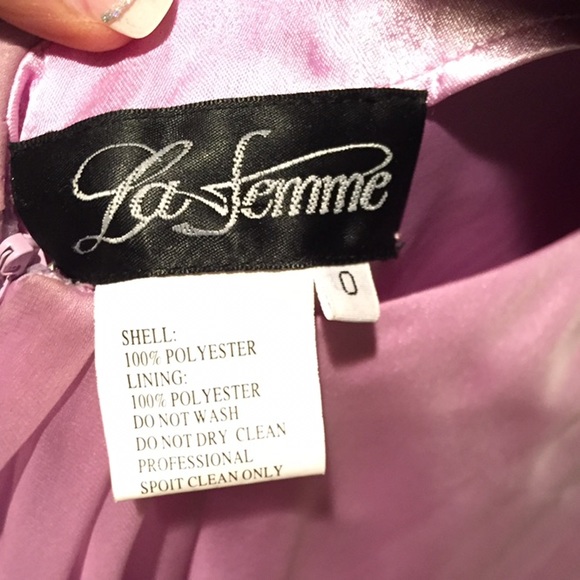 La Femme
0
SHELL:
100% POLYESTER
LINING:
100% POLYESTER
DO NOT WASH
DO NOT DRY CLEAN
PROFESSIONAL
SPOIT CLEAN ONLY